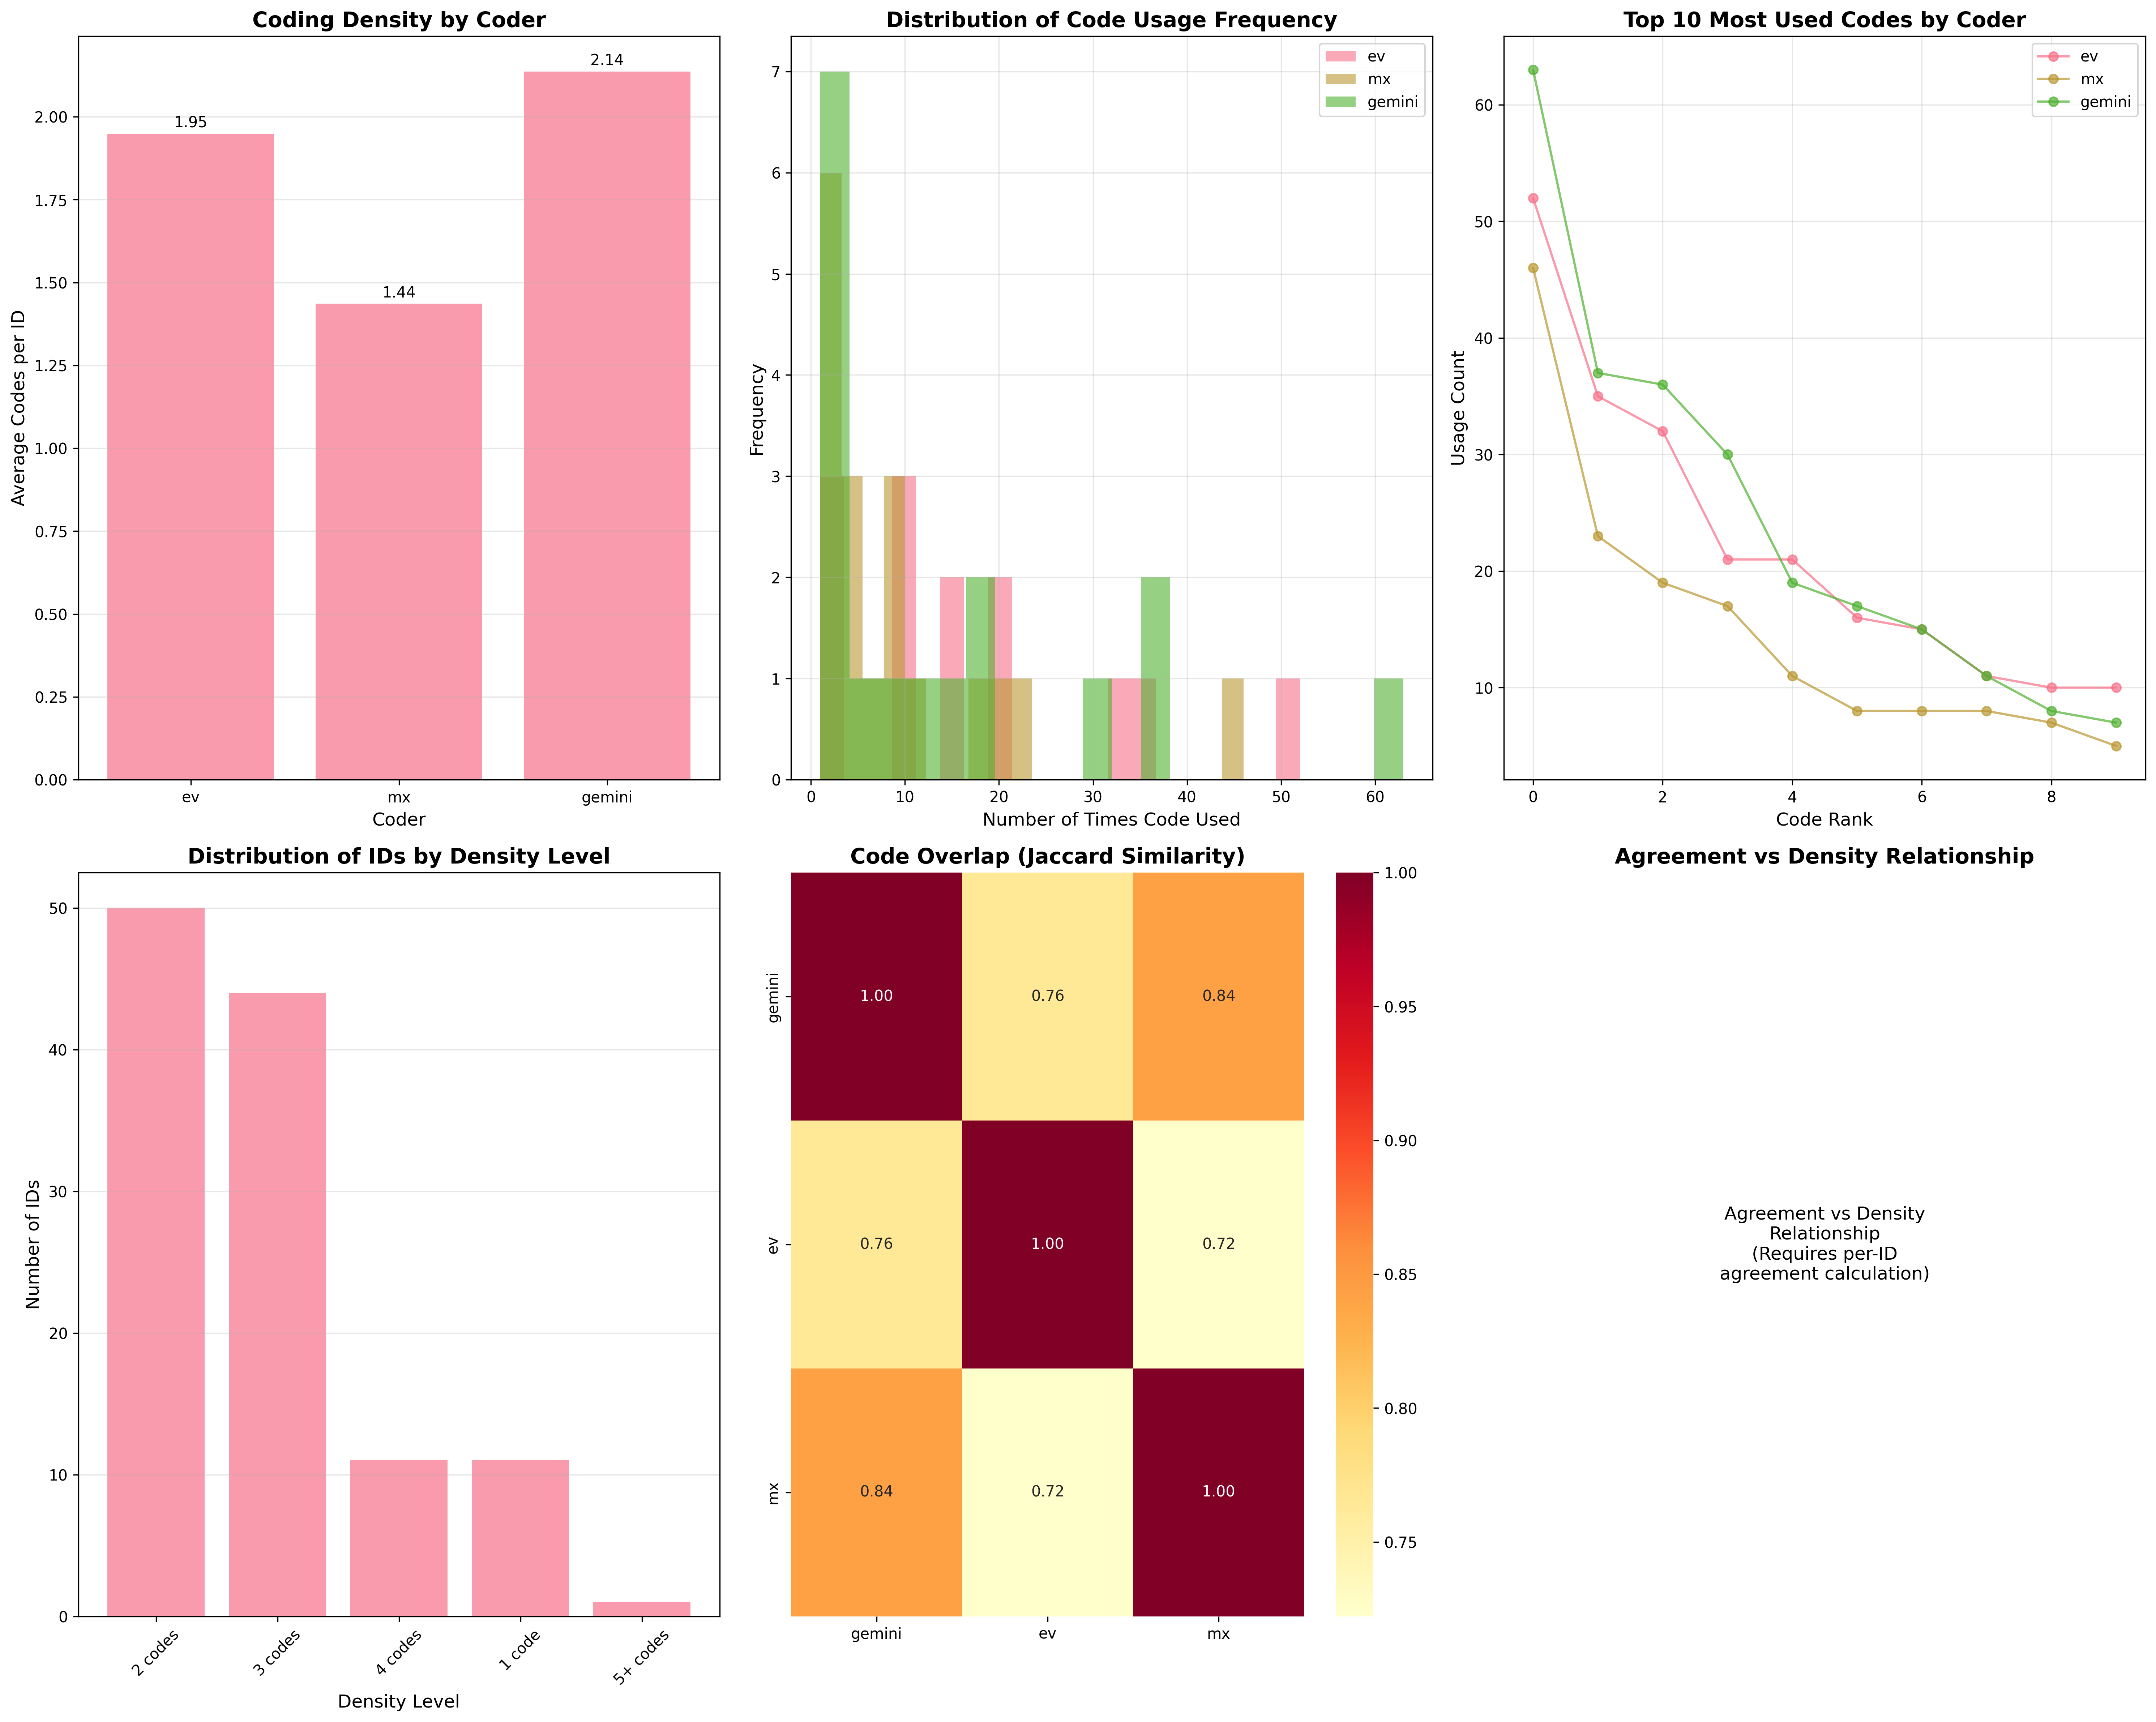 Coding Density by Coder
2.00
1.75
1.50
1.25
1.00
0.75
0.50
0.25
0.00
Average Codes per ID
1.95
1.44
2.14
ev mx gemini
Coder
Distribution of Code Usage Frequency
7
6
5
4
3
2
1
0
Frequency
ev
mx
gemini
0 10 20 30 40 50 60
Number of Times Code Used
Top 10 Most Used Codes by Coder
60
50
40
30
20
10
Usage Count
ev
mx
gemini
0 2 4 6 8
Code Rank
Distribution of IDs by Density Level
50
40
30
20
10
0
Number of IDs
2 codes 3 codes 4 codes 1 code 5+ codes
Density Level
Code Overlap (Jaccard Similarity)
gemini
ev
mx
1.00 0.76 0.84
0.76 1.00 0.72
0.84 0.72 1.00
gemini ev mx
1.00
0.95
0.90
0.85
0.80
0.75
Agreement vs Density Relationship
Agreement vs Density
Relationship
(Requires per-ID
agreement calculation)